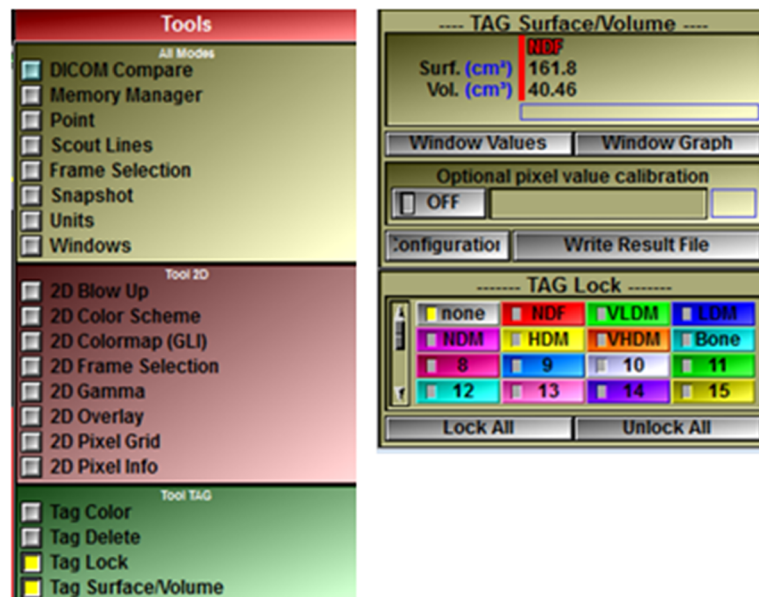 Tools
All Modes
DICOM Compare
Memory Manager
Point
Scout Lines
Frame Selection
Snapshot
Units
Windows
Tool 2D
2D Blow Up
2D Color Scheme
2D Colormap (GLI)
2D Frame Selection
2D Gamma
2D Overlay
2D Pixel Grid
2D Pixel Info
Tool TAG
Tag Color
Tag Delete
Tag Lock
Tag Surface/Volume
---- TAG Surface/Volume ----
NDF
Surf. (cm²) 161.8
Vol. (cm³) 40.46
Window Values Window Graph
Optional pixel value calibration
OFF
Configuration Write Result File
------- TAG Lock -------
none NDF VLDM LDM
NDM HDM VHDM Bone
8 9 10 11
12 13 14 15
Lock All Unlock All